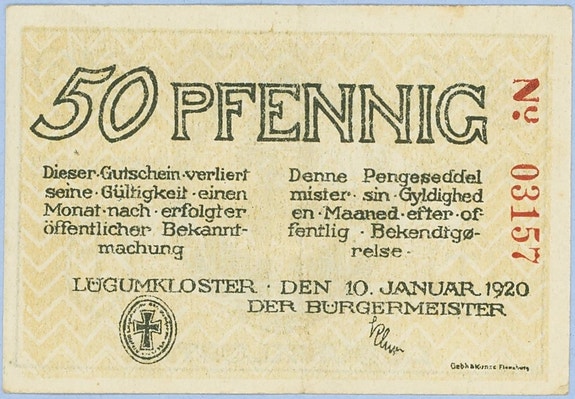 50 PFENNIG
Nº 03157
Dieser·Gutschein·verliert
seine·Gültigkeit·einen
Monat·nach·erfolgter
öffentlicher Bekannt-
machung
Denne Pengeseddel
mister·sin·Gyldighed
en·Maaned·efter·of-
fentlig·Bekendtgø-
relse·
LÜGUMKLOSTER·DEN 10. JANUAR 1920
DER BÜRGERMEISTER